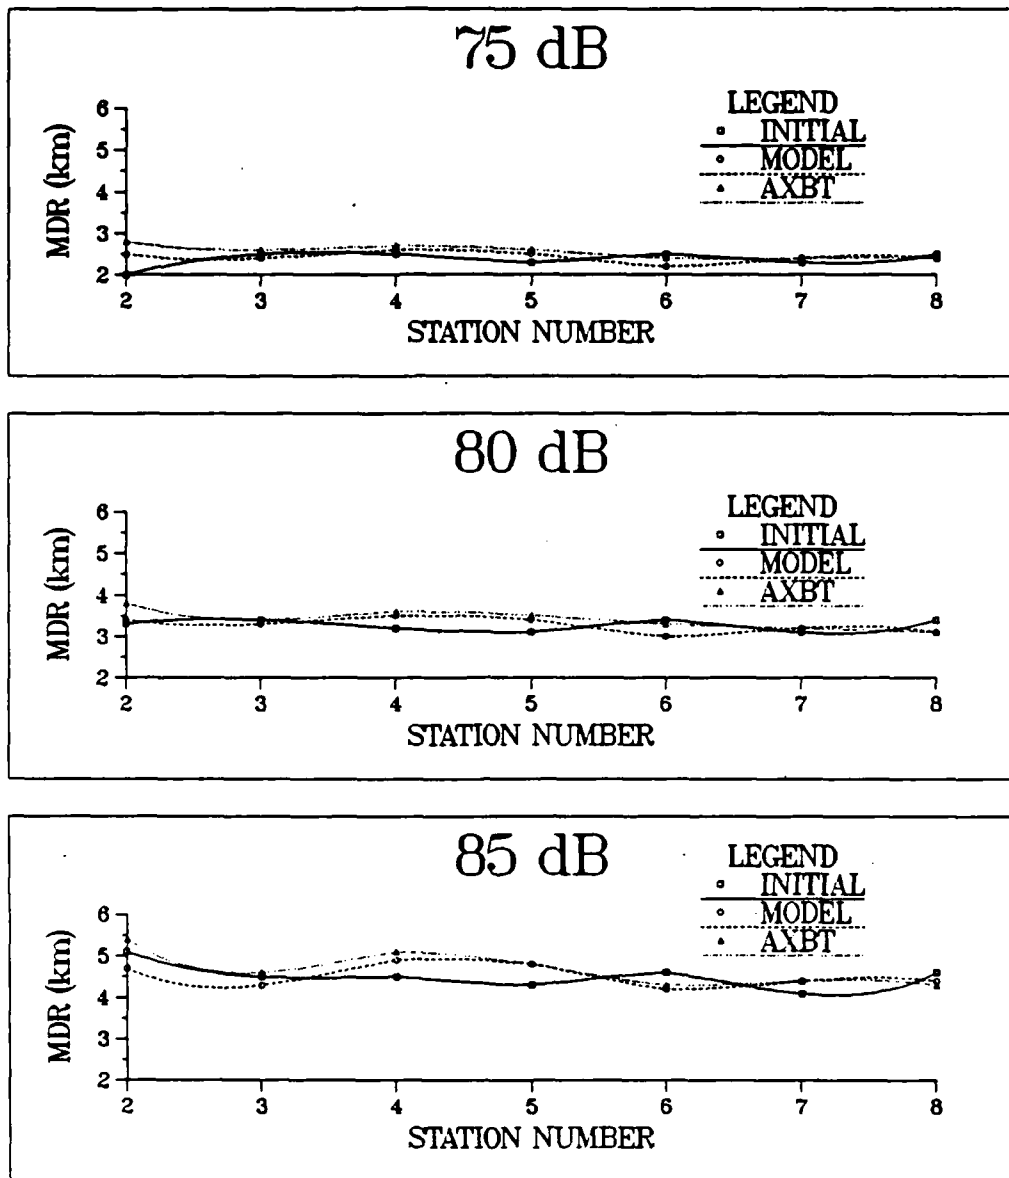 75 dB
LEGEND
INITIAL
MODEL
AXBT
MDR (km)
6
5
4
3
2
2 3 4 5 6 7 8
STATION NUMBER
80 dB
LEGEND
INITIAL
MODEL
AXBT
MDR (km)
6
5
4
3
2
2 3 4 5 6 7 8
STATION NUMBER
85 dB
LEGEND
INITIAL
MODEL
AXBT
MDR (km)
6
5
4
3
2
2 3 4 5 6 7 8
STATION NUMBER